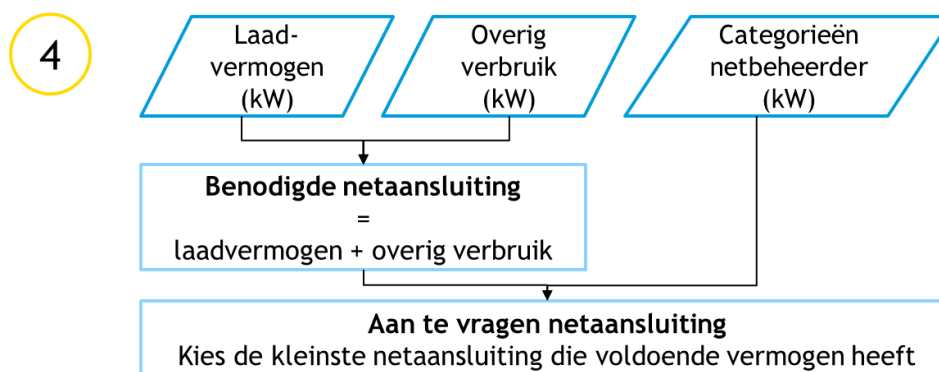 4
Laad-
vermogen
(kW)
Overig
verbruik
(kW)
Categorieën
netbeheerder
(kW)
Benodigde netaansluiting
=
laadvermogen + overig verbruik
Aan te vragen netaansluiting
Kies de kleinste netaansluiting die voldoende vermogen heeft